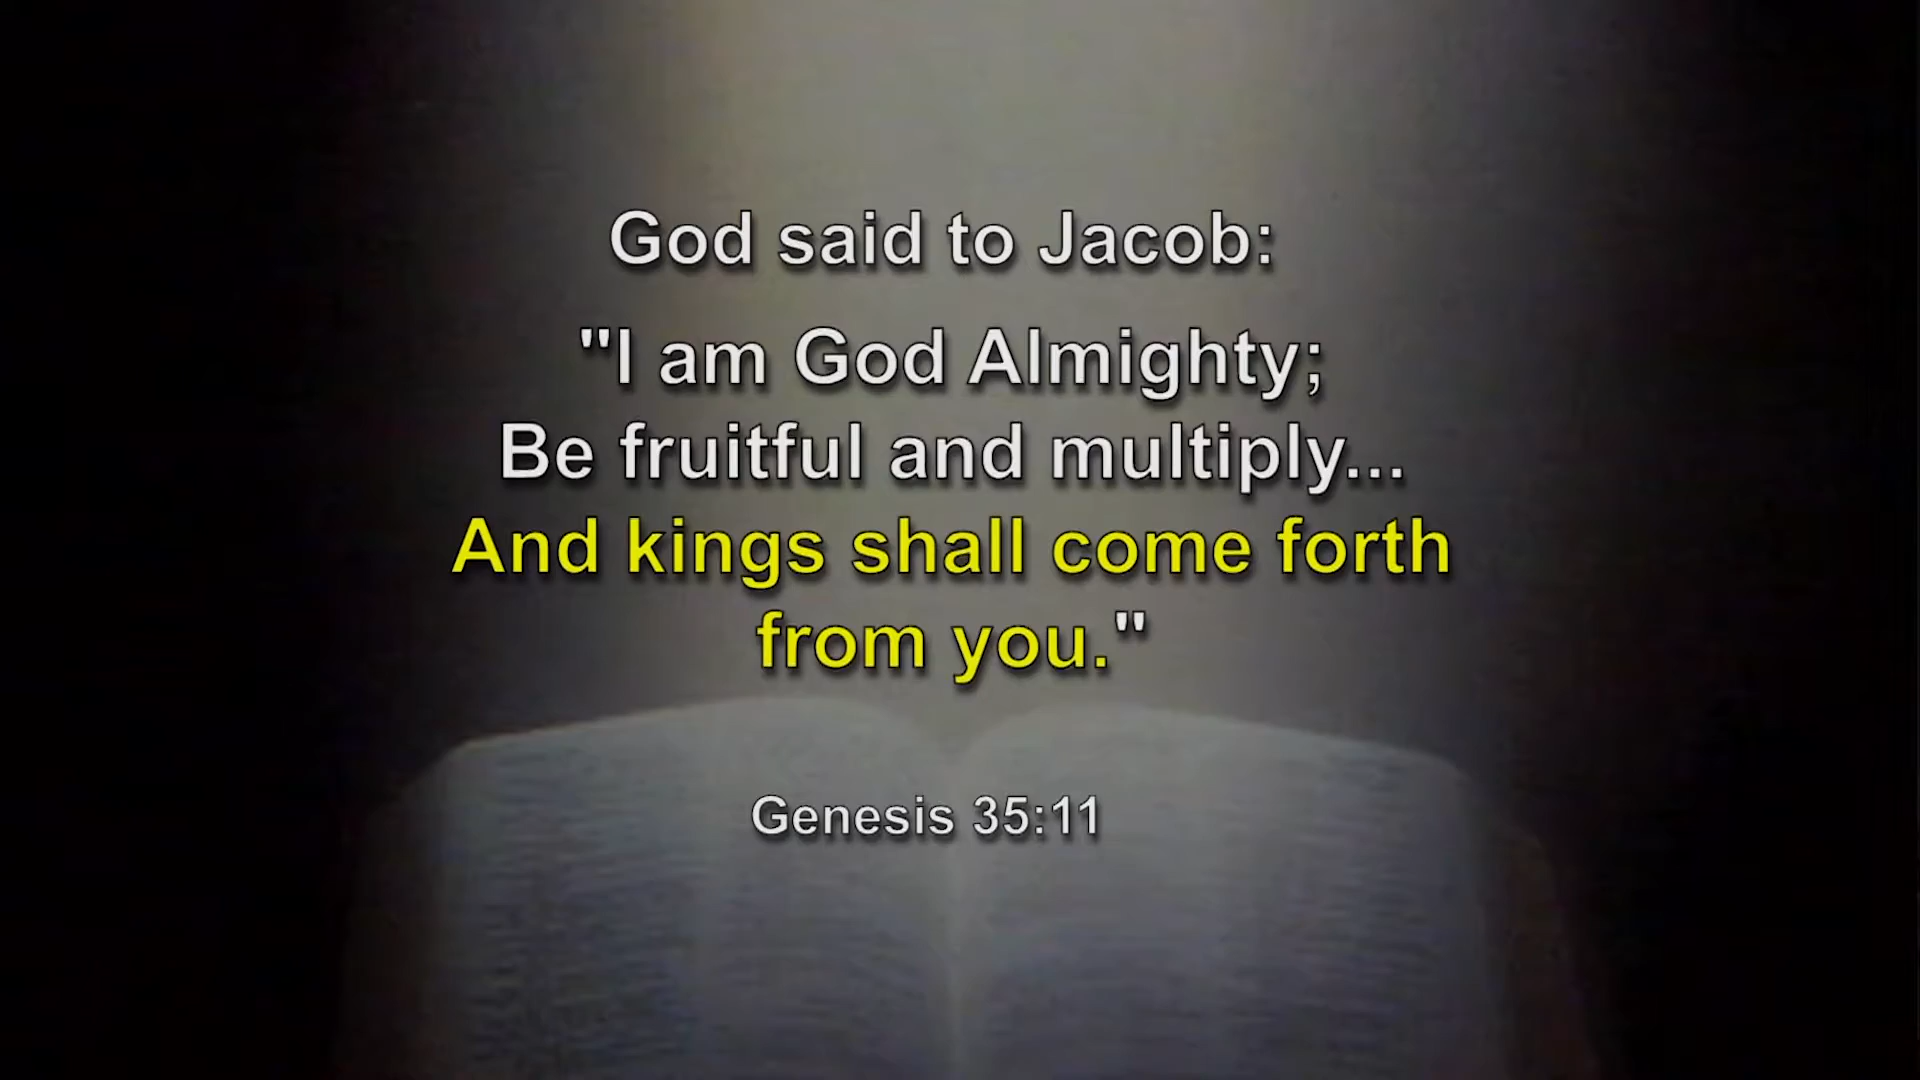 God said to Jacob:
"I am God Almighty;
Be fruitful and multiply...
And kings shall come forth
from you."
Genesis 35:11